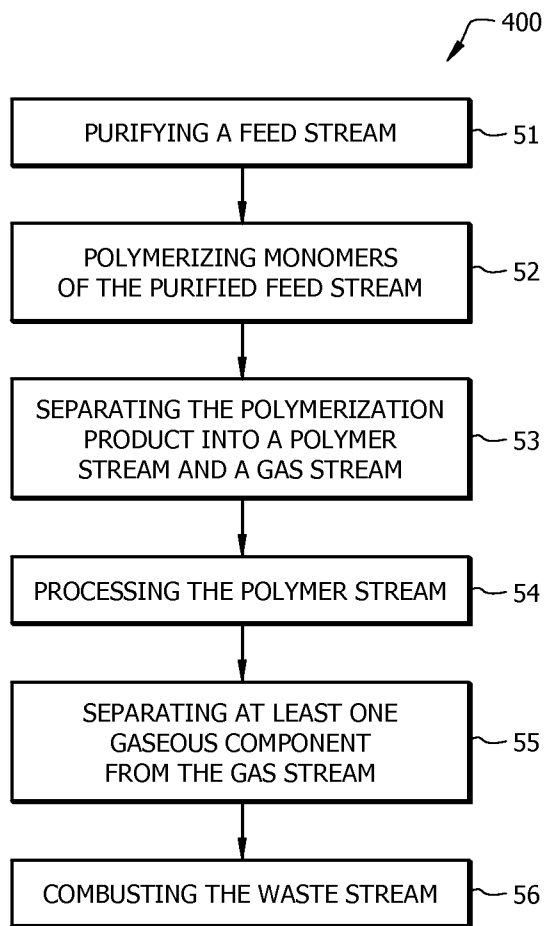 400
PURIFYING A FEED STREAM
51
POLYMERIZING MONOMERS
OF THE PURIFIED FEED STREAM
52
SEPARATING THE POLYMERIZATION
PRODUCT INTO A POLYMER
STREAM AND A GAS STREAM
53
PROCESSING THE POLYMER STREAM
54
SEPARATING AT LEAST ONE
GASEOUS COMPONENT
FROM THE GAS STREAM
55
COMBUSTING THE WASTE STREAM
56